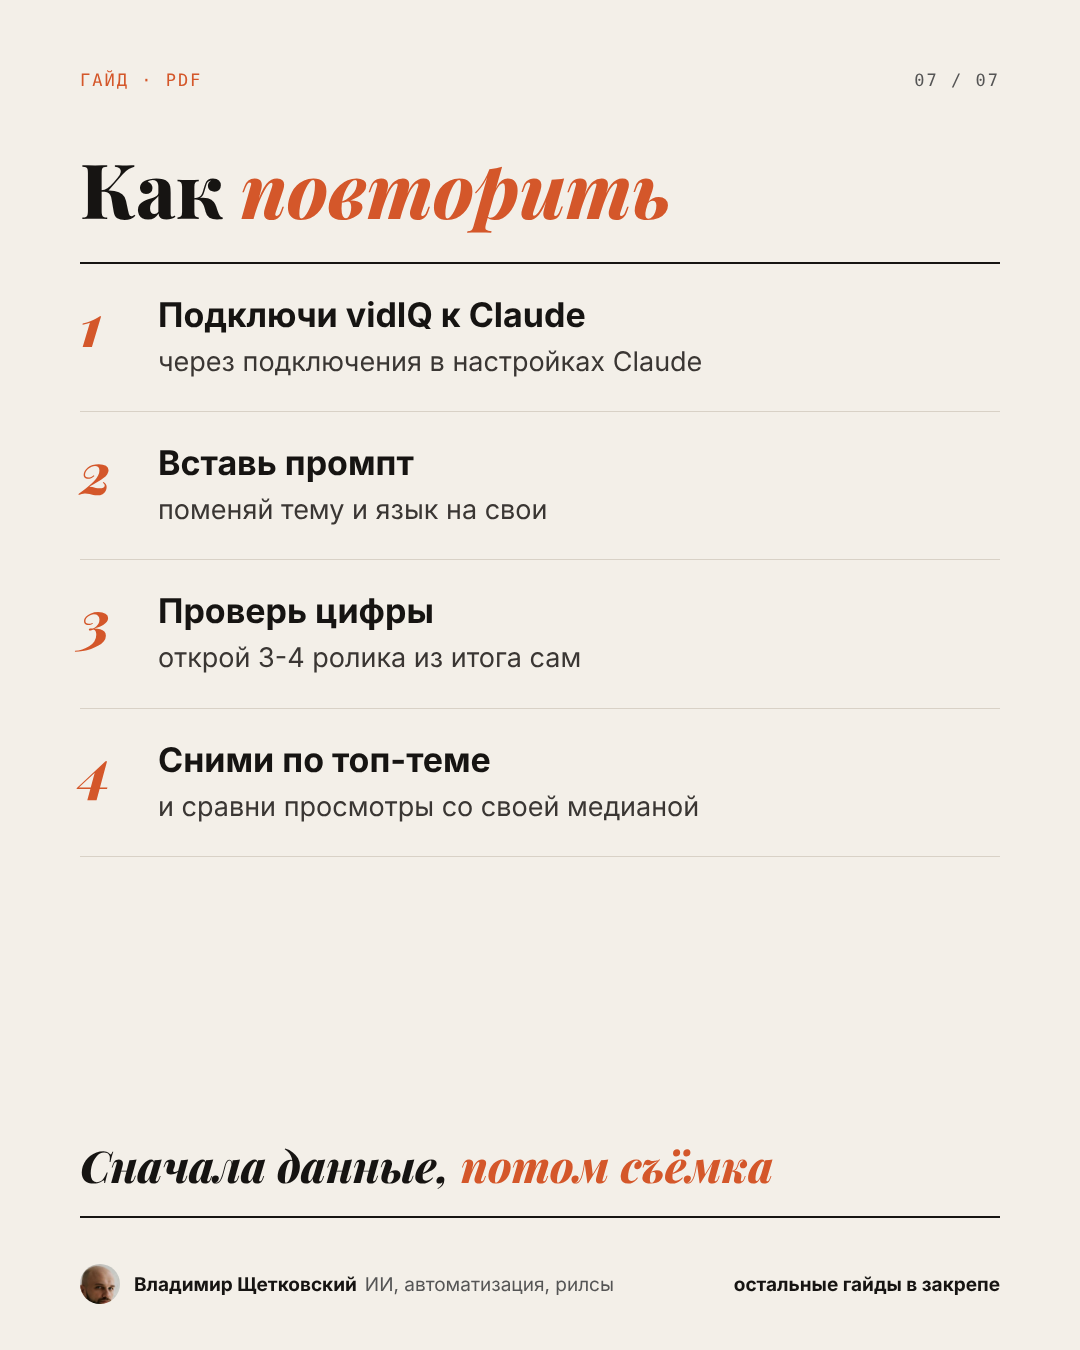 ГАЙД · PDF
07 / 07
Как повторить
1
Подключи vidIQ к Claude
через подключения в настройках Claude
2
Вставь промпт
поменяй тему и язык на свои
3
Проверь цифры
открой 3-4 ролика из итога сам
4
Сними по топ-теме
и сравни просмотры со своей медианой
Сначала данные, потом съёмка
Владимир Щетковский ИИ, автоматизация, рилсы
остальные гайды в закрепе